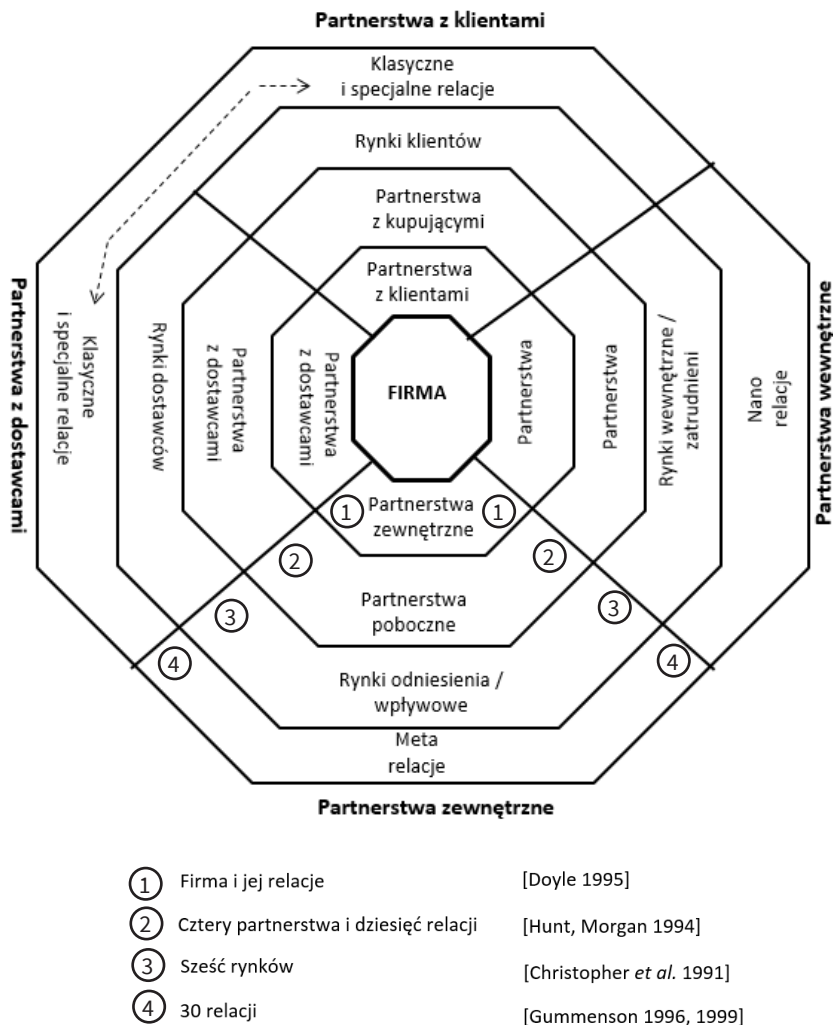 Partnerstwa z klientami
Klasyczne
i specjalne relacje
Rynki klientów
Partnerstwa
z kupującymi
Partnerstwa
z klientami
Partnerstwa z dostawcami
Klasyczne
i specjalne relacje
Rynki dostawców
Partnerstwa
z dostawcami
Partnerstwa
z dostawcami
FIRMA
Partnerstwa
Partnerstwa
Rynki wewnętrzne /
zatrudnieni
Nano
relacje
Partnerstwa wewnętrzne
1
Partnerstwa
zewnętrzne
1
2
2
Partnerstwa
poboczne
3
3
4
4
Rynki odniesienia /
wpływowe
Meta
relacje
Partnerstwa zewnętrzne
1 Firma i jej relacje [Doyle 1995]
2 Cztery partnerstwa i dziesięć relacji [Hunt, Morgan 1994]
3 Sześć rynków [Christopher et al. 1991]
4 30 relacji [Gummenson 1996, 1999]